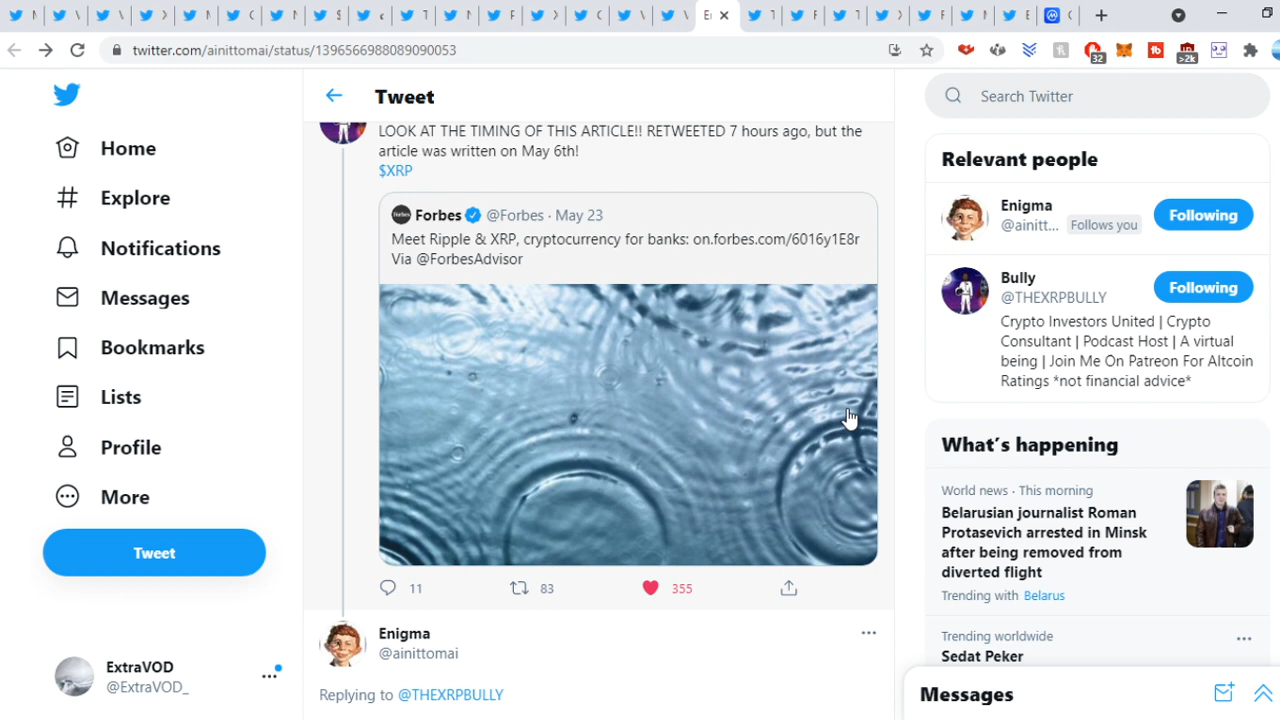 twitter.com/ainittomai/status/1396566988089090053
32
>2k
Home
Explore
Notifications
Messages
Bookmarks
Lists
Profile
More
Tweet
ExtraVOD
@ExtraVOD_
Tweet
LOOK AT THE TIMING OF THIS ARTICLE!! RETWEETED 7 hours ago, but the
article was written on May 6th!
$XRP
Forbes @Forbes · May 23
Meet Ripple & XRP, cryptocurrency for banks: on.forbes.com/6016y1E8r
Via @ForbesAdvisor
11 83 355
Enigma
@ainittomai
Replying to @THEXRPBULLY
Search Twitter
Relevant people
Enigma
@ainitt... Follows you
Following
Bully
@THEXRPBULLY
Following
Crypto Investors United | Crypto
Consultant | Podcast Host | A virtual
being | Join Me On Patreon For Altcoin
Ratings *not financial advice*
What's happening
World news · This morning
Belarusian journalist Roman
Protasevich arrested in Minsk
after being removed from
diverted flight
Trending with Belarus
Trending worldwide
Sedat Peker
Messages